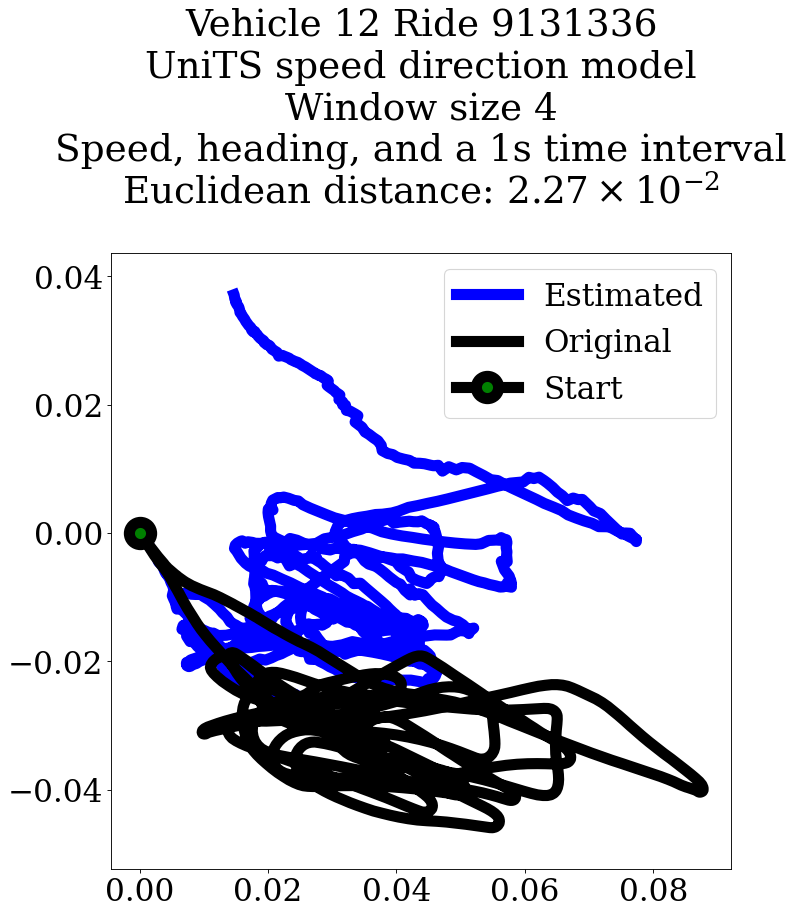 Vehicle 12 Ride 9131336
UniTS speed direction model
Window size 4
Speed, heading, and a 1s time interval
Euclidean distance: 2.27 × 10⁻²
0.04
0.02
0.00
−0.02
−0.04
Estimated
Original
Start
0.00 0.02 0.04 0.06 0.08